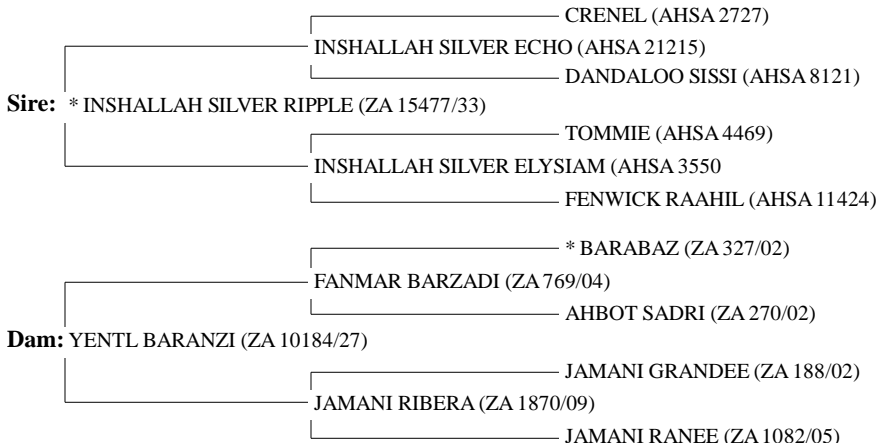 CRENEL (AHSA 2727)
INSHALLAH SILVER ECHO (AHSA 21215)
DANDALOO SISSI (AHSA 8121)
Sire: * INSHALLAH SILVER RIPPLE (ZA 15477/33)
TOMMIE (AHSA 4469)
INSHALLAH SILVER ELYSIAM (AHSA 3550
FENWICK RAAHIL (AHSA 11424)
* BARABAZ (ZA 327/02)
FANMAR BARZADI (ZA 769/04)
AHBOT SADRI (ZA 270/02)
Dam: YENTL BARANZI (ZA 10184/27)
JAMANI GRANDEE (ZA 188/02)
JAMANI RIBERA (ZA 1870/09)
JAMANI RANEE (ZA 1082/05)